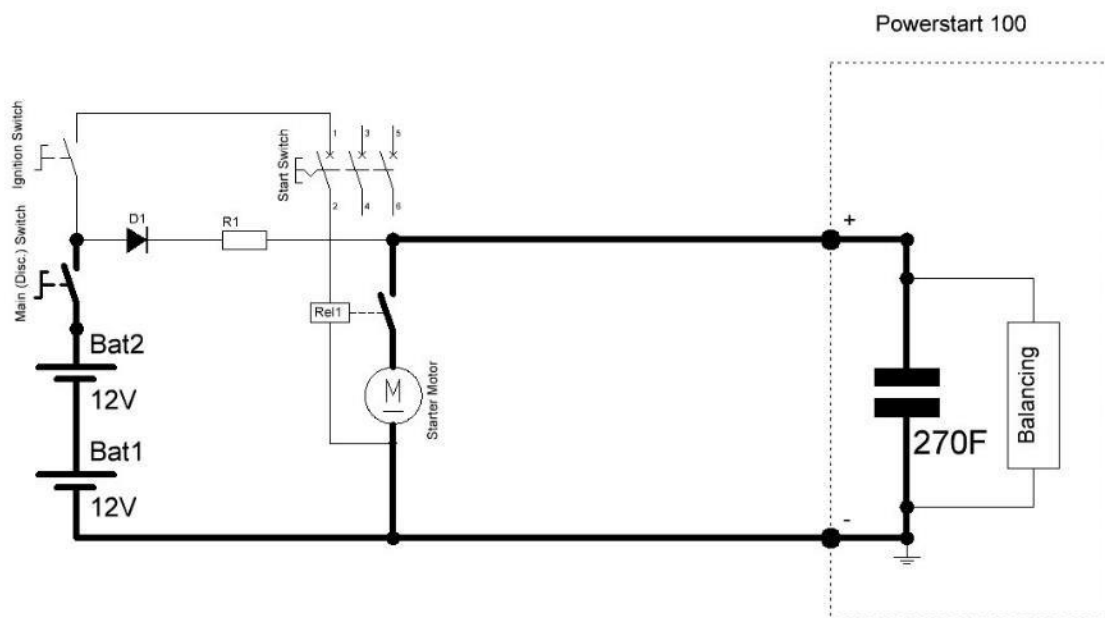 Powerstart 100
Ignition Switch
Start Switch
1
3
5
2
4
6
Main (Disc.) Switch
D1
R1
+
Rel1
Bat2
12V
M
Starter Motor
Bat1
12V
270F
Balancing
-